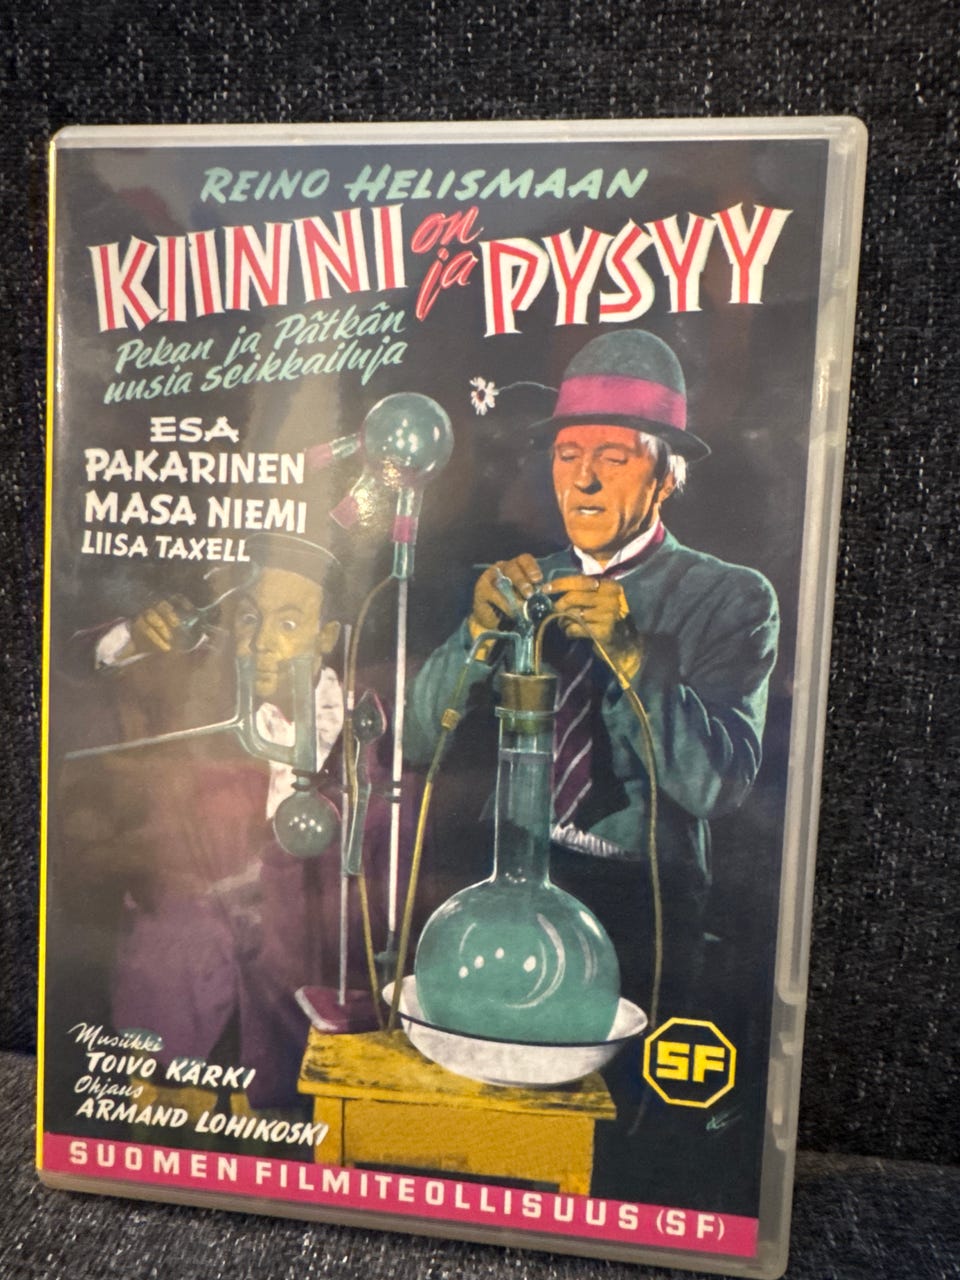 REINO HELISMAAN
KIINNI on ja PYSYY
Pekan ja Pätkän
uusia seikkailuja
ESA
PAKARINEN
MASA NIEMI
LIISA TAXELL
Musiikki
TOIVO KÄRKI
Ohjaus
ARMAND LOHIKOSKI
SF
SUOMEN FILMITEOLLISUUS (SF)